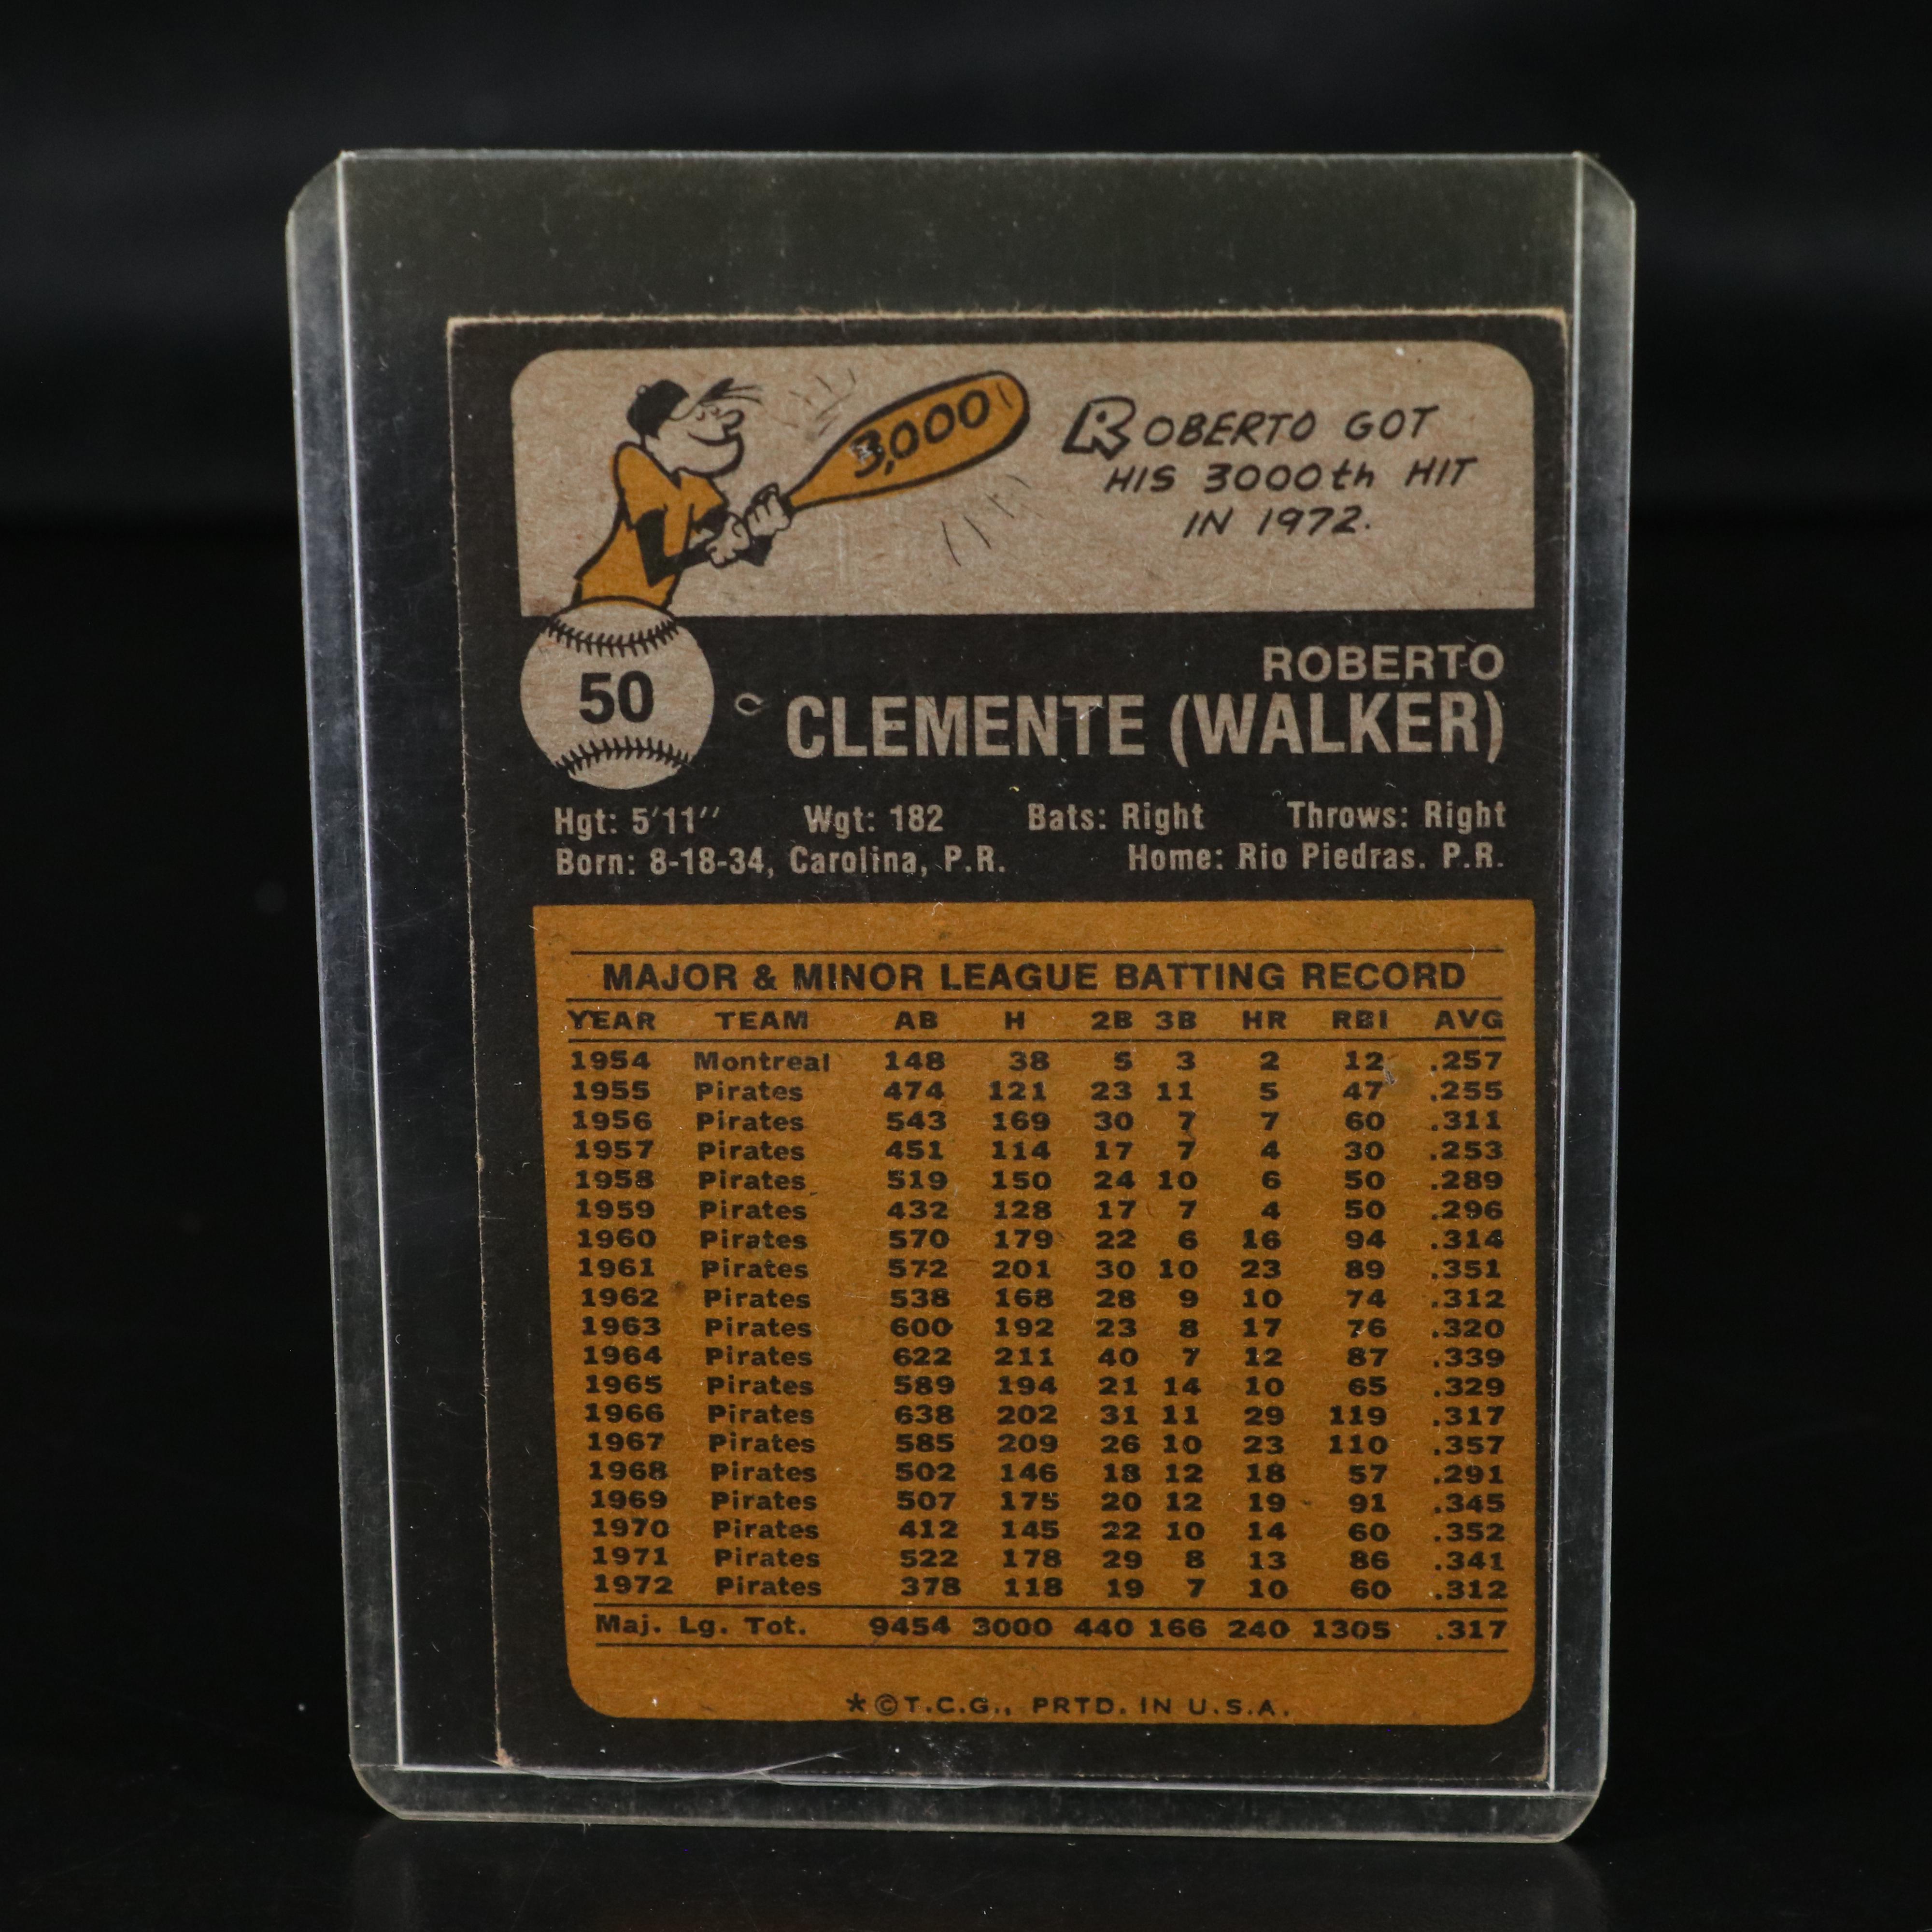 3,000
ROBERTO GOT
HIS 3000th HIT
IN 1972.
50
ROBERTO
CLEMENTE (WALKER)
Hgt: 5'11'' Wgt: 182 Bats: Right Throws: Right
Born: 8-18-34, Carolina, P.R. Home: Rio Piedras. P.R.
MAJOR & MINOR LEAGUE BATTING RECORD
YEAR TEAM AB H 2B 3B HR RBI AVG
1954 Montreal 148 38 5 3 2 12 .257
1955 Pirates 474 121 23 11 5 47 .255
1956 Pirates 543 169 30 7 7 60 .311
1957 Pirates 451 114 17 7 4 30 .253
1958 Pirates 519 150 24 10 6 50 .289
1959 Pirates 432 128 17 7 4 50 .296
1960 Pirates 570 179 22 6 16 94 .314
1961 Pirates 572 201 30 10 23 89 .351
1962 Pirates 538 168 28 9 10 74 .312
1963 Pirates 600 192 23 8 17 76 .320
1964 Pirates 622 211 40 7 12 87 .339
1965 Pirates 589 194 21 14 10 65 .329
1966 Pirates 638 202 31 11 29 119 .317
1967 Pirates 585 209 26 10 23 110 .357
1968 Pirates 502 146 18 12 18 57 .291
1969 Pirates 507 175 20 12 19 91 .345
1970 Pirates 412 145 22 10 14 60 .352
1971 Pirates 522 178 29 8 13 86 .341
1972 Pirates 378 118 19 7 10 60 .312
Maj. Lg. Tot. 9454 3000 440 166 240 1305 .317
*©T.C.G., PRTD. IN U.S.A.